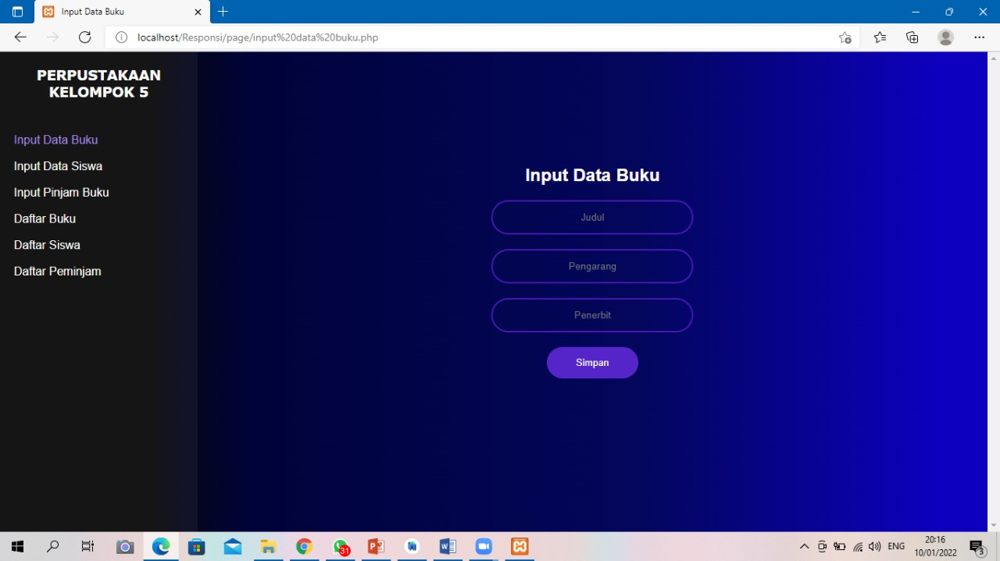 Input Data Buku
localhost/Responsi/page/input%20data%20buku.php
PERPUSTAKAAN
KELOMPOK 5
Input Data Buku
Input Data Siswa
Input Pinjam Buku
Daftar Buku
Daftar Siswa
Daftar Peminjam
Input Data Buku
Judul
Pengarang
Penerbit
Simpan
31
ENG
20:16
10/01/2022
3